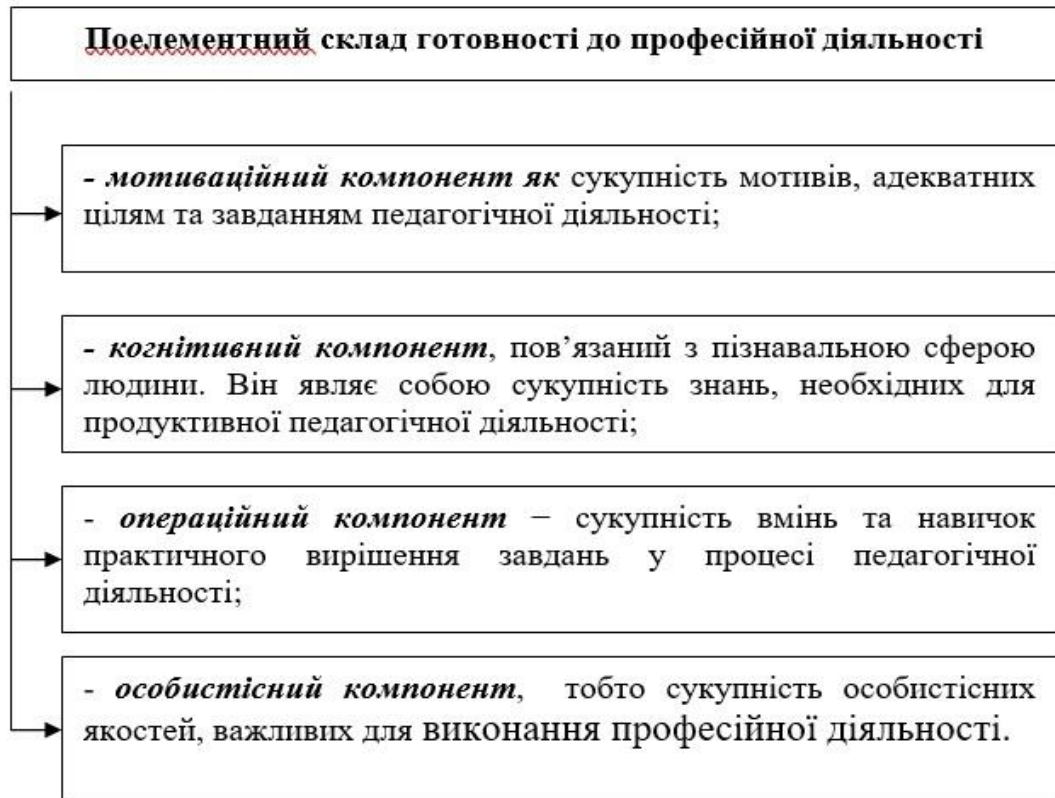 Поелементний склад готовності до професійної діяльності
- мотиваційний компонент як сукупність мотивів, адекватних
цілям та завданням педагогічної діяльності;
- когнітивний компонент, пов’язаний з пізнавальною сферою
людини. Він являє собою сукупність знань, необхідних для
продуктивної педагогічної діяльності;
- операційний компонент – сукупність вмінь та навичок
практичного вирішення завдань у процесі педагогічної
діяльності;
- особистісний компонент, тобто сукупність особистісних
якостей, важливих для виконання професійної діяльності.